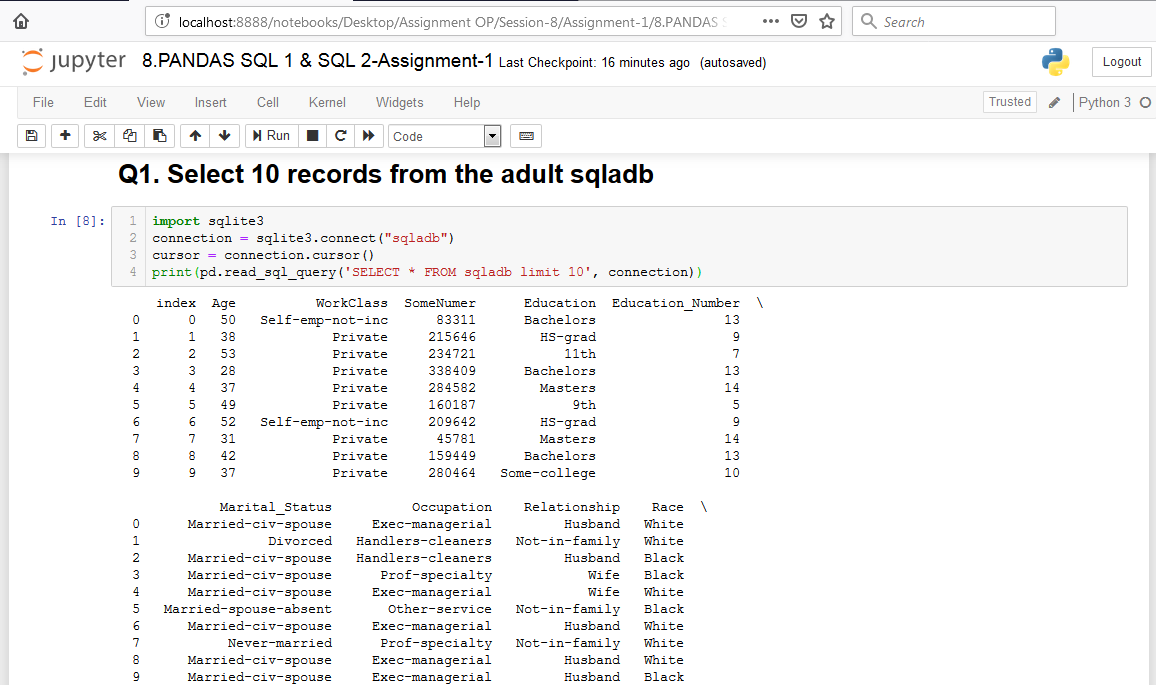 localhost:8888/notebooks/Desktop/Assignment OP/Session-8/Assignment-1/8.PANDAS
Search
jupyter 8.PANDAS SQL 1 & SQL 2-Assignment-1 Last Checkpoint: 16 minutes ago (autosaved)
Logout
File Edit View Insert Cell Kernel Widgets Help
Trusted Python 3
Run Code
Q1. Select 10 records from the adult sqladb
In [8]:
1 import sqlite3
2 connection = sqlite3.connect("sqladb")
3 cursor = connection.cursor()
4 print(pd.read_sql_query('SELECT * FROM sqladb limit 10', connection))
index Age WorkClass SomeNumer Education Education_Number \
0 0 50 Self-emp-not-inc 83311 Bachelors 13
1 1 38 Private 215646 HS-grad 9
2 2 53 Private 234721 11th 7
3 3 28 Private 338409 Bachelors 13
4 4 37 Private 284582 Masters 14
5 5 49 Private 160187 9th 5
6 6 52 Self-emp-not-inc 209642 HS-grad 9
7 7 31 Private 45781 Masters 14
8 8 42 Private 159449 Bachelors 13
9 9 37 Private 280464 Some-college 10
Marital_Status Occupation Relationship Race \
0 Married-civ-spouse Exec-managerial Husband White
1 Divorced Handlers-cleaners Not-in-family White
2 Married-civ-spouse Handlers-cleaners Husband Black
3 Married-civ-spouse Prof-specialty Wife Black
4 Married-civ-spouse Exec-managerial Wife White
5 Married-spouse-absent Other-service Not-in-family Black
6 Married-civ-spouse Exec-managerial Husband White
7 Never-married Prof-specialty Not-in-family White
8 Married-civ-spouse Exec-managerial Husband White
9 Married-civ-spouse Exec-managerial Husband Black